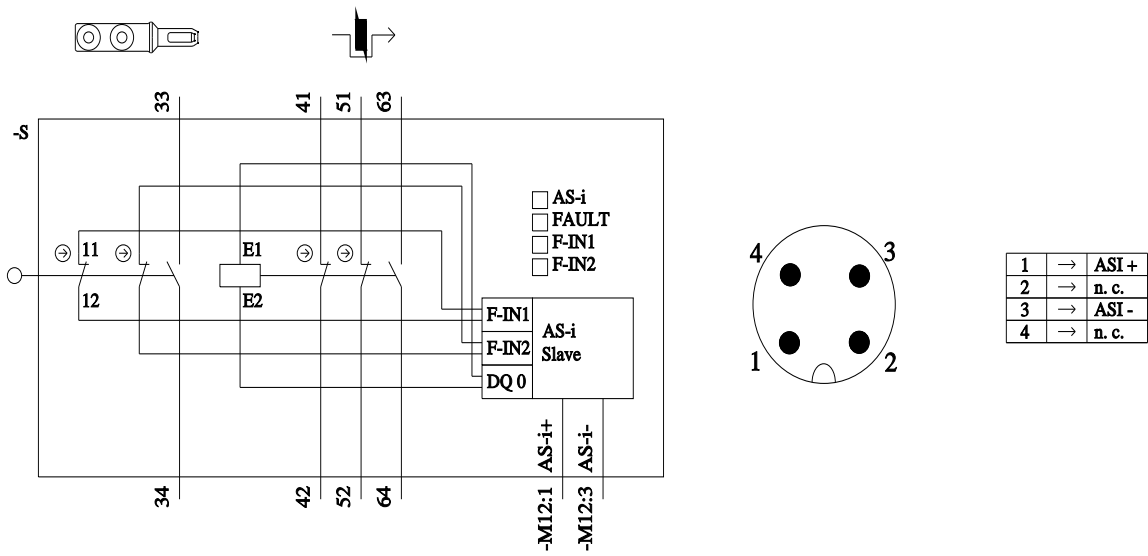 33
41
51
63
-S
AS-i
FAULT
F-IN1
F-IN2
11
E1
12
E2
F-IN1
F-IN2
DQ 0
AS-i
Slave
34
42
52
64
-M12:1 AS-i+
-M12:3 AS-i-
4
3
1
2
1 → ASI +
2 → n. c.
3 → ASI -
4 → n. c.